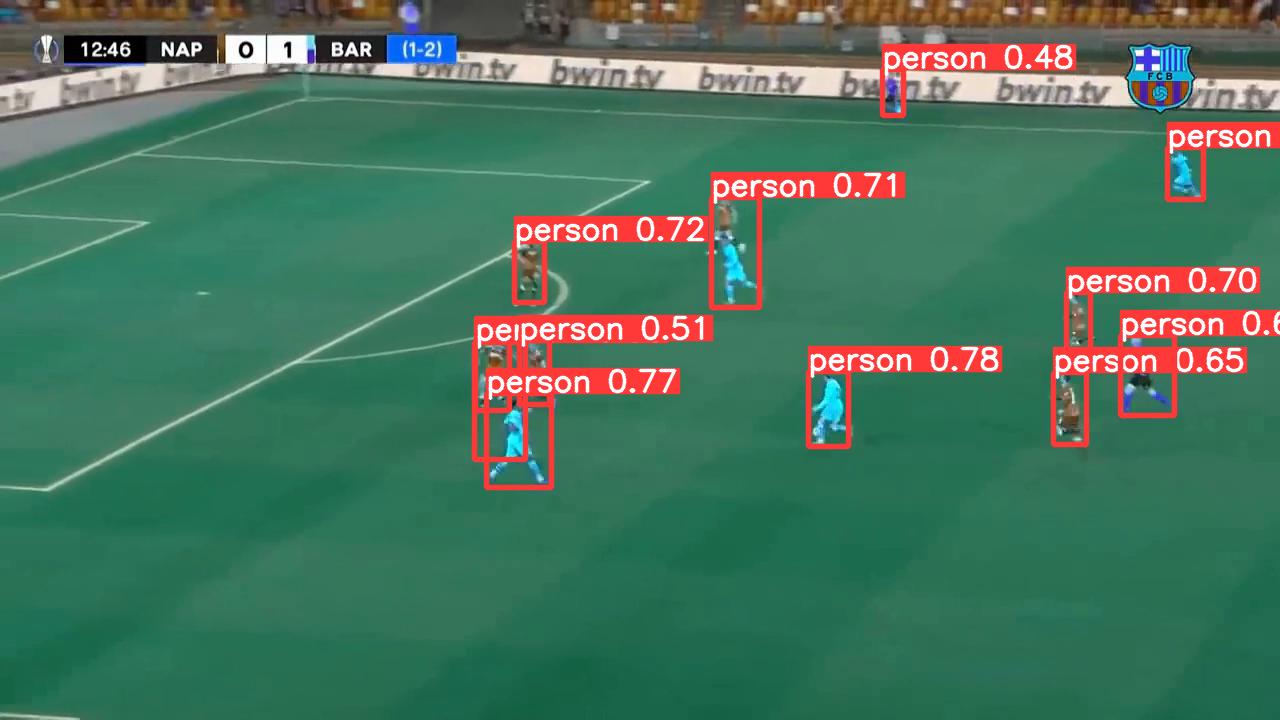 12:46 NAP 0 1 BAR (1-2)
bwin.tv bwin.tv bwin.tv bwin.tv bwin.tv bwin.tv
FCB
person 0.48
person
person 0.71
person 0.72
person 0.70
person 0.51
person 0.6
person 0.78
person 0.65
person 0.77